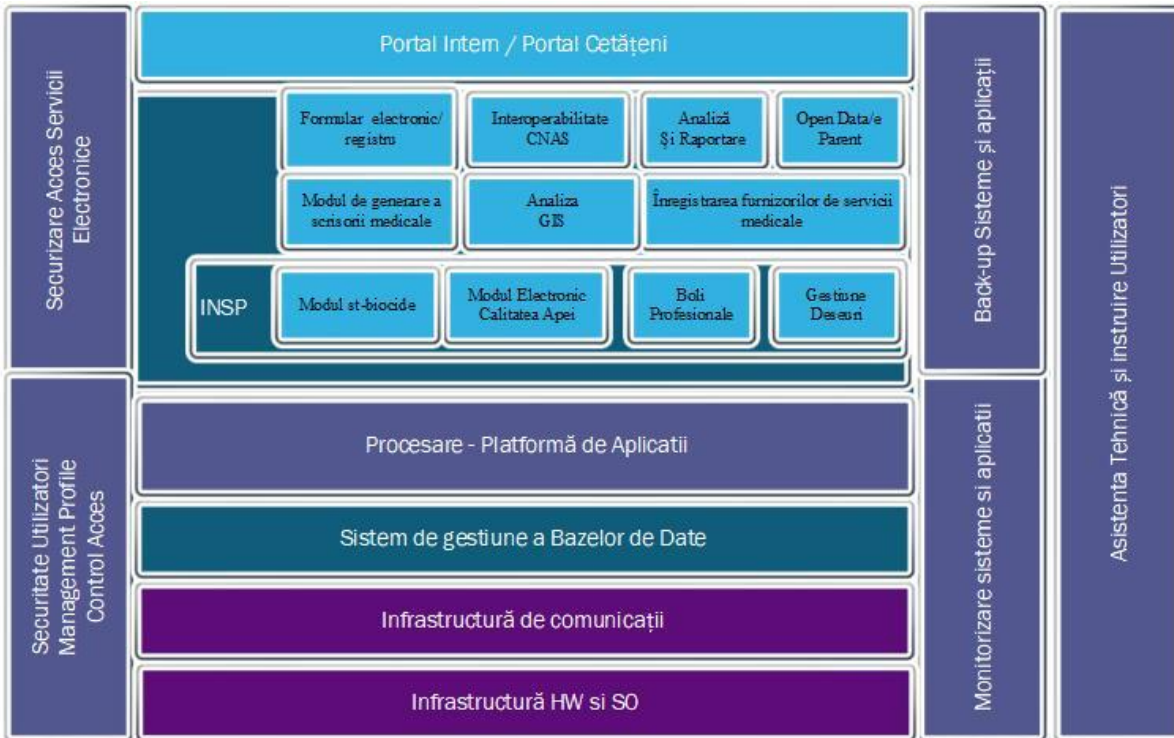 Securizare Acces Servicii
Electronice
Securitate Utilizatori
Management Profile
Control Acces
Portal Intern / Portal Cetățeni
Formular electronic/
registru
Interoperabilitate
CNAS
Analiză
Și Raportare
Open Data/e
Parent
Modul de generare a
scrisorii medicale
Analiza
GIS
Înregistrarea furnizorilor de servicii
medicale
INSP
Modul st-biocide
Modul Electronic
Calitatea Apei
Boli
Profesionale
Gestiune
Deseuri
Procesare - Platformă de Aplicatii
Sistem de gestiune a Bazelor de Date
Infrastructură de comunicații
Infrastructură HW si SO
Back-up Sisteme și aplicații
Monitorizare sisteme si aplicatii
Asistenta Tehnică și instruire Utilizatori